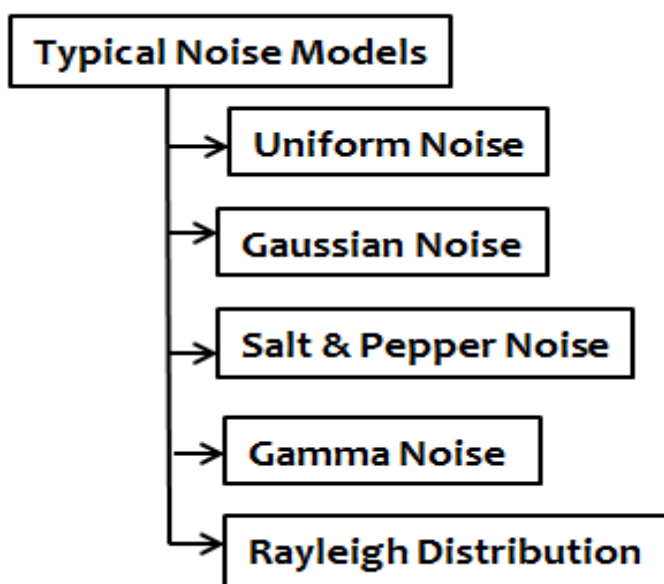 Typical Noise Models
Uniform Noise
Gaussian Noise
Salt & Pepper Noise
Gamma Noise
Rayleigh Distribution